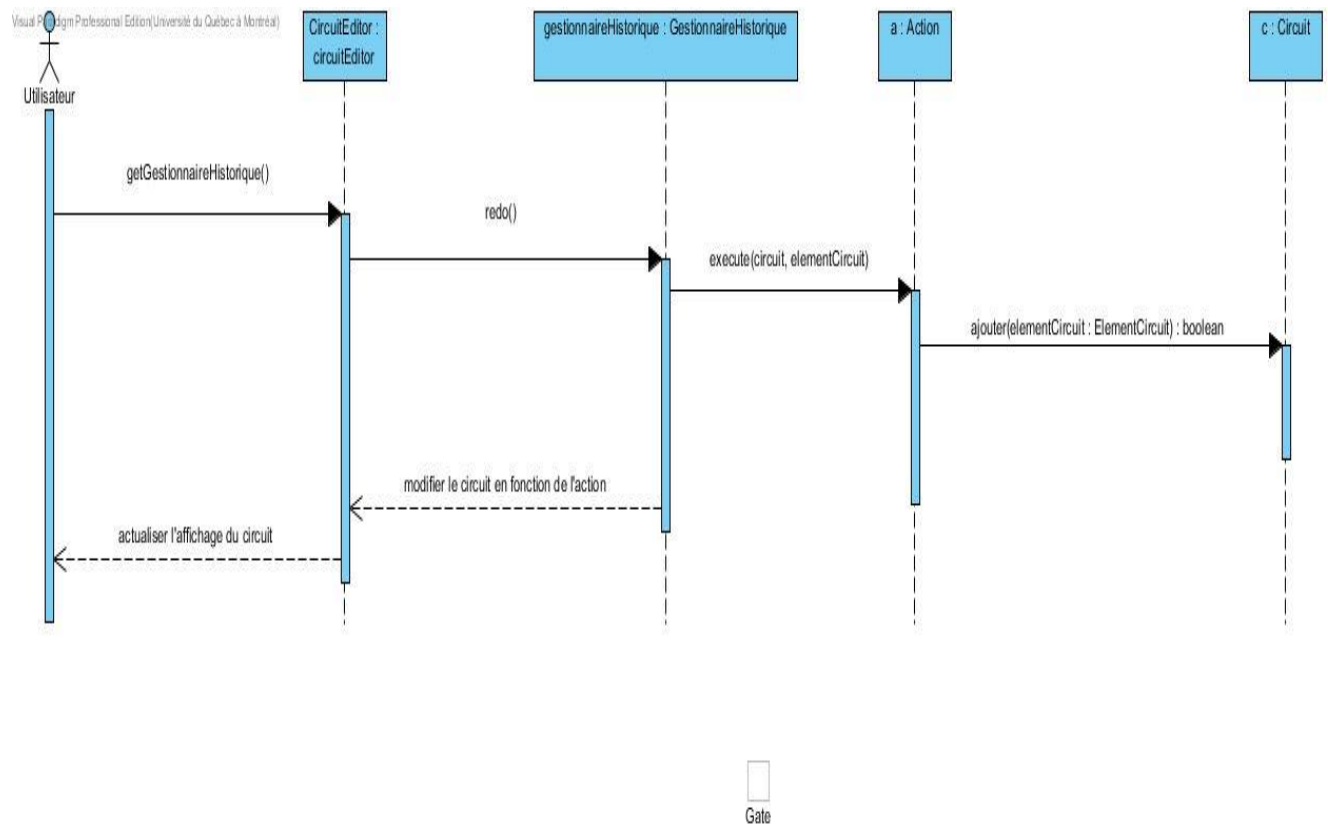 Visual Paradigm Professional Edition(Université du Québec à Montréal)
CircuitEditor :
circuitEditor
gestionnaireHistorique : GestionnaireHistorique
a : Action
c : Circuit
Utilisateur
getGestionnaireHistorique()
redo()
execute(circuit, elementCircuit)
ajouter(elementCircuit : ElementCircuit) : boolean
modifier le circuit en fonction de l'action
actualiser l'affichage du circuit
Gate